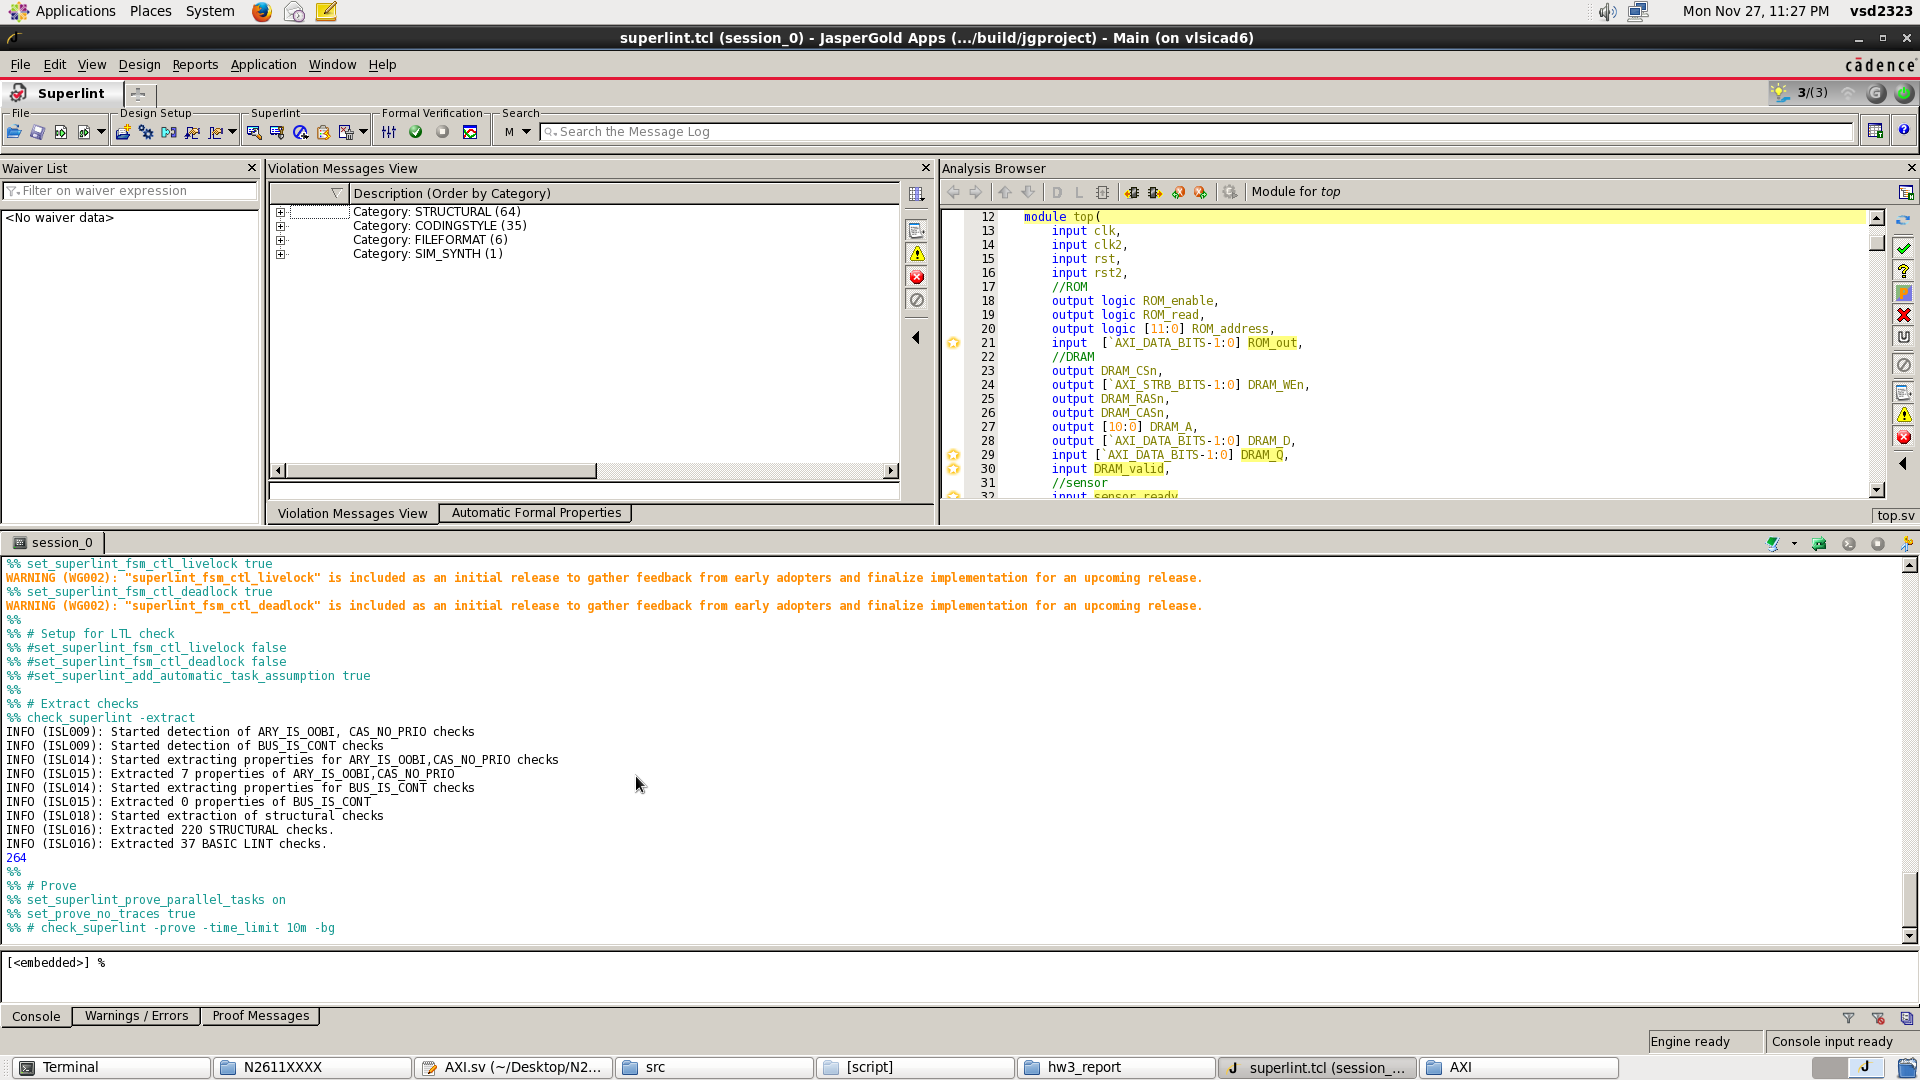 Applications Places System Mon Nov 27, 11:27 PM vsd2323
superlint.tcl (session_0) - JasperGold Apps (.../build/jgproject) - Main (on vlsicad6)
File Edit View Design Reports Application Window Help cādence
Superlint 3/(3)
File Design Setup Superlint Formal Verification Search
M Search the Message Log
Waiver List
Filter on waiver expression
<No waiver data>
Violation Messages View
Description (Order by Category)
Category: STRUCTURAL (64)
Category: CODINGSTYLE (35)
Category: FILEFORMAT (6)
Category: SIM_SYNTH (1)
Violation Messages View Automatic Formal Properties
Analysis Browser
D L Module for top
12 module top(
13 input clk,
14 input clk2,
15 input rst,
16 input rst2,
17 //ROM
18 output logic ROM_enable,
19 output logic ROM_read,
20 output logic [11:0] ROM_address,
21 input [`AXI_DATA_BITS-1:0] ROM_out,
22 //DRAM
23 output DRAM_CSn,
24 output [`AXI_STRB_BITS-1:0] DRAM_WEn,
25 output DRAM_RASn,
26 output DRAM_CASn,
27 output [10:0] DRAM_A,
28 output [`AXI_DATA_BITS-1:0] DRAM_D,
29 input [`AXI_DATA_BITS-1:0] DRAM_Q,
30 input DRAM_valid,
31 //sensor
32 input sensor_ready
top.sv
session_0
%% set_superlint_fsm_ctl_livelock true
WARNING (WG002): "superlint_fsm_ctl_livelock" is included as an initial release to gather feedback from early adopters and finalize implementation for an upcoming release.
%% set_superlint_fsm_ctl_deadlock true
WARNING (WG002): "superlint_fsm_ctl_deadlock" is included as an initial release to gather feedback from early adopters and finalize implementation for an upcoming release.
%%
%% # Setup for LTL check
%% #set_superlint_fsm_ctl_livelock false
%% #set_superlint_fsm_ctl_deadlock false
%% #set_superlint_add_automatic_task_assumption true
%%
%% # Extract checks
%% check_superlint -extract
INFO (ISL009): Started detection of ARY_IS_OOBI, CAS_NO_PRIO checks
INFO (ISL009): Started detection of BUS_IS_CONT checks
INFO (ISL014): Started extracting properties for ARY_IS_OOBI,CAS_NO_PRIO checks
INFO (ISL015): Extracted 7 properties of ARY_IS_OOBI,CAS_NO_PRIO
INFO (ISL014): Started extracting properties for BUS_IS_CONT checks
INFO (ISL015): Extracted 0 properties of BUS_IS_CONT
INFO (ISL018): Started extraction of structural checks
INFO (ISL016): Extracted 220 STRUCTURAL checks.
INFO (ISL016): Extracted 37 BASIC LINT checks.
264
%%
%% # Prove
%% set_superlint_prove_parallel_tasks on
%% set_prove_no_traces true
%% # check_superlint -prove -time_limit 10m -bg
[<embedded>] %
Console Warnings / Errors Proof Messages
Engine ready Console input ready
Terminal N2611XXXX AXI.sv (~/Desktop/N2... src [script] hw3_report superlint.tcl (session_... AXI